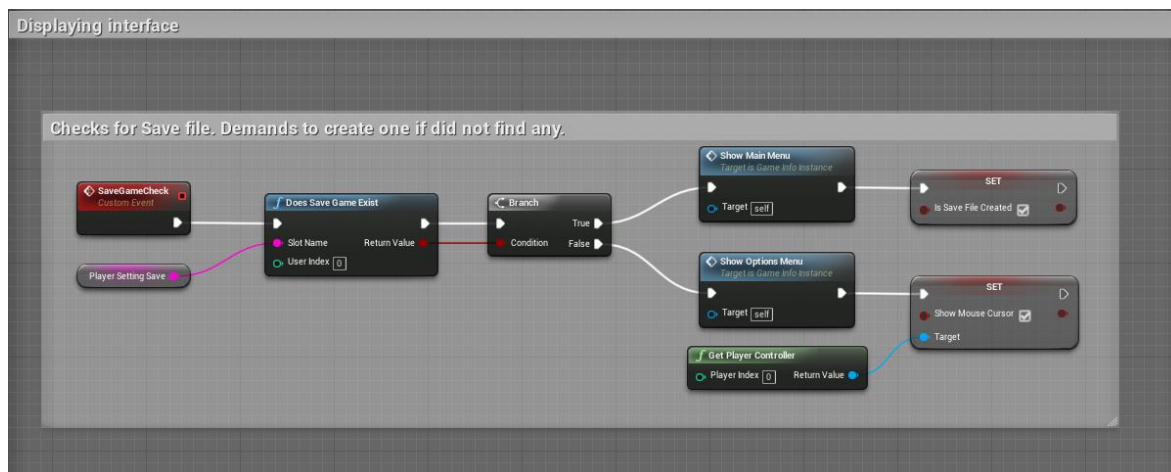 Displaying interface
Checks for Save file. Demands to create one if did not find any.
SaveGameCheck
Custom Event
Player Setting Save
Does Save Game Exist
Slot Name Return Value
User Index 0
Branch
True
Condition False
Show Main Menu
Target is Game Info Instance
Target self
SET
Is Save File Created
Show Options Menu
Target is Game Info Instance
Target self
SET
Show Mouse Cursor
Target
Get Player Controller
Player Index 0 Return Value